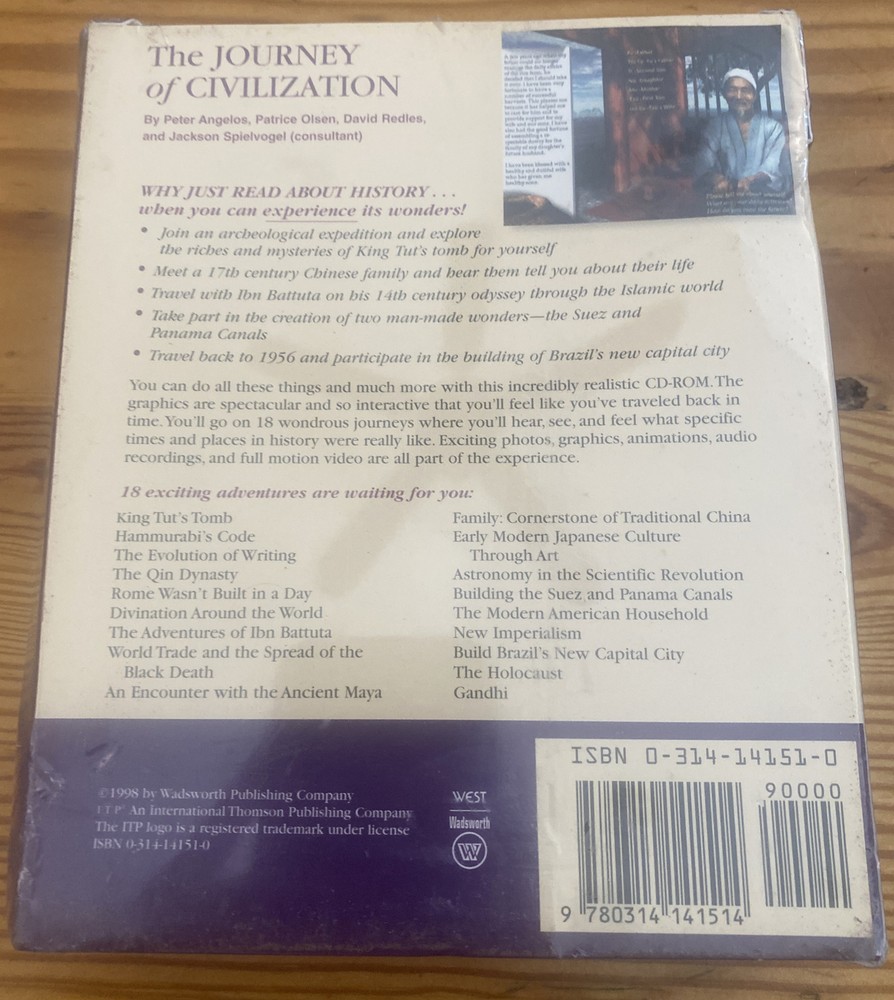 The JOURNEY
of CIVILIZATION
By Peter Angelos, Patrice Olsen, David Redles,
and Jackson Spielvogel (consultant)
WHY JUST READ ABOUT HISTORY . . .
when you can experience its wonders!
• Join an archeological expedition and explore
the riches and mysteries of King Tut's tomb for yourself
• Meet a 17th century Chinese family and hear them tell you about their life
• Travel with Ibn Battuta on his 14th century odyssey through the Islamic world
• Take part in the creation of two man-made wonders—the Suez and
Panama Canals
• Travel back to 1956 and participate in the building of Brazil's new capital city
You can do all these things and much more with this incredibly realistic CD-ROM. The
graphics are spectacular and so interactive that you'll feel like you've traveled back in
time. You'll go on 18 wondrous journeys where you'll hear, see, and feel what specific
times and places in history were really like. Exciting photos, graphics, animations, audio
recordings, and full motion video are all part of the experience.
18 exciting adventures are waiting for you:
King Tut's Tomb
Hammurabi's Code
The Evolution of Writing
The Qin Dynasty
Rome Wasn't Built in a Day
Divination Around the World
The Adventures of Ibn Battuta
World Trade and the Spread of the
Black Death
An Encounter with the Ancient Maya
Family: Cornerstone of Traditional China
Early Modern Japanese Culture
Through Art
Astronomy in the Scientific Revolution
Building the Suez and Panama Canals
The Modern American Household
New Imperialism
Build Brazil's New Capital City
The Holocaust
Gandhi
©1998 by Wadsworth Publishing Company
ITP® An International Thomson Publishing Company
The ITP logo is a registered trademark under license
ISBN 0-314-14151-0
WEST
Wadsworth
W
ISBN 0-314-14151-0
90000
9 780314 141514